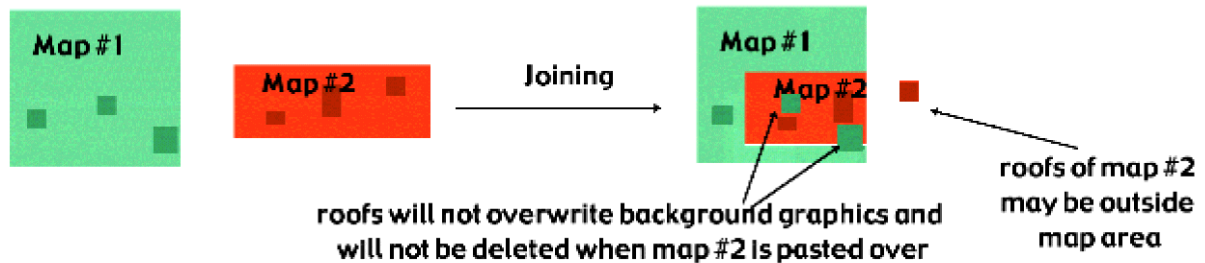 Map #1
Map #2
Joining
Map #1
Map #2
roofs will not overwrite background graphics and
will not be deleted when map #2 is pasted over
roofs of map #2
may be outside
map area